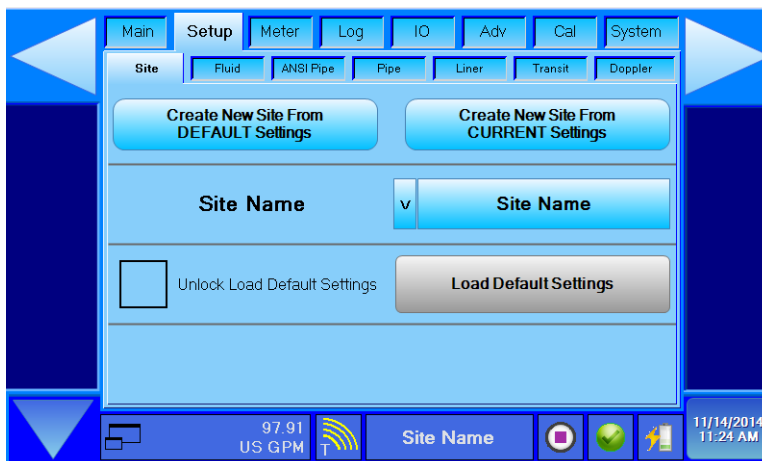 Main Setup Meter Log IO Adv Cal System
Site Fluid ANSI Pipe Pipe Liner Transit Doppler
Create New Site From
DEFAULT Settings
Create New Site From
CURRENT Settings
Site Name
v Site Name
Unlock Load Default Settings
Load Default Settings
97.91
US GPM
T
Site Name
11/14/2014
11:24 AM